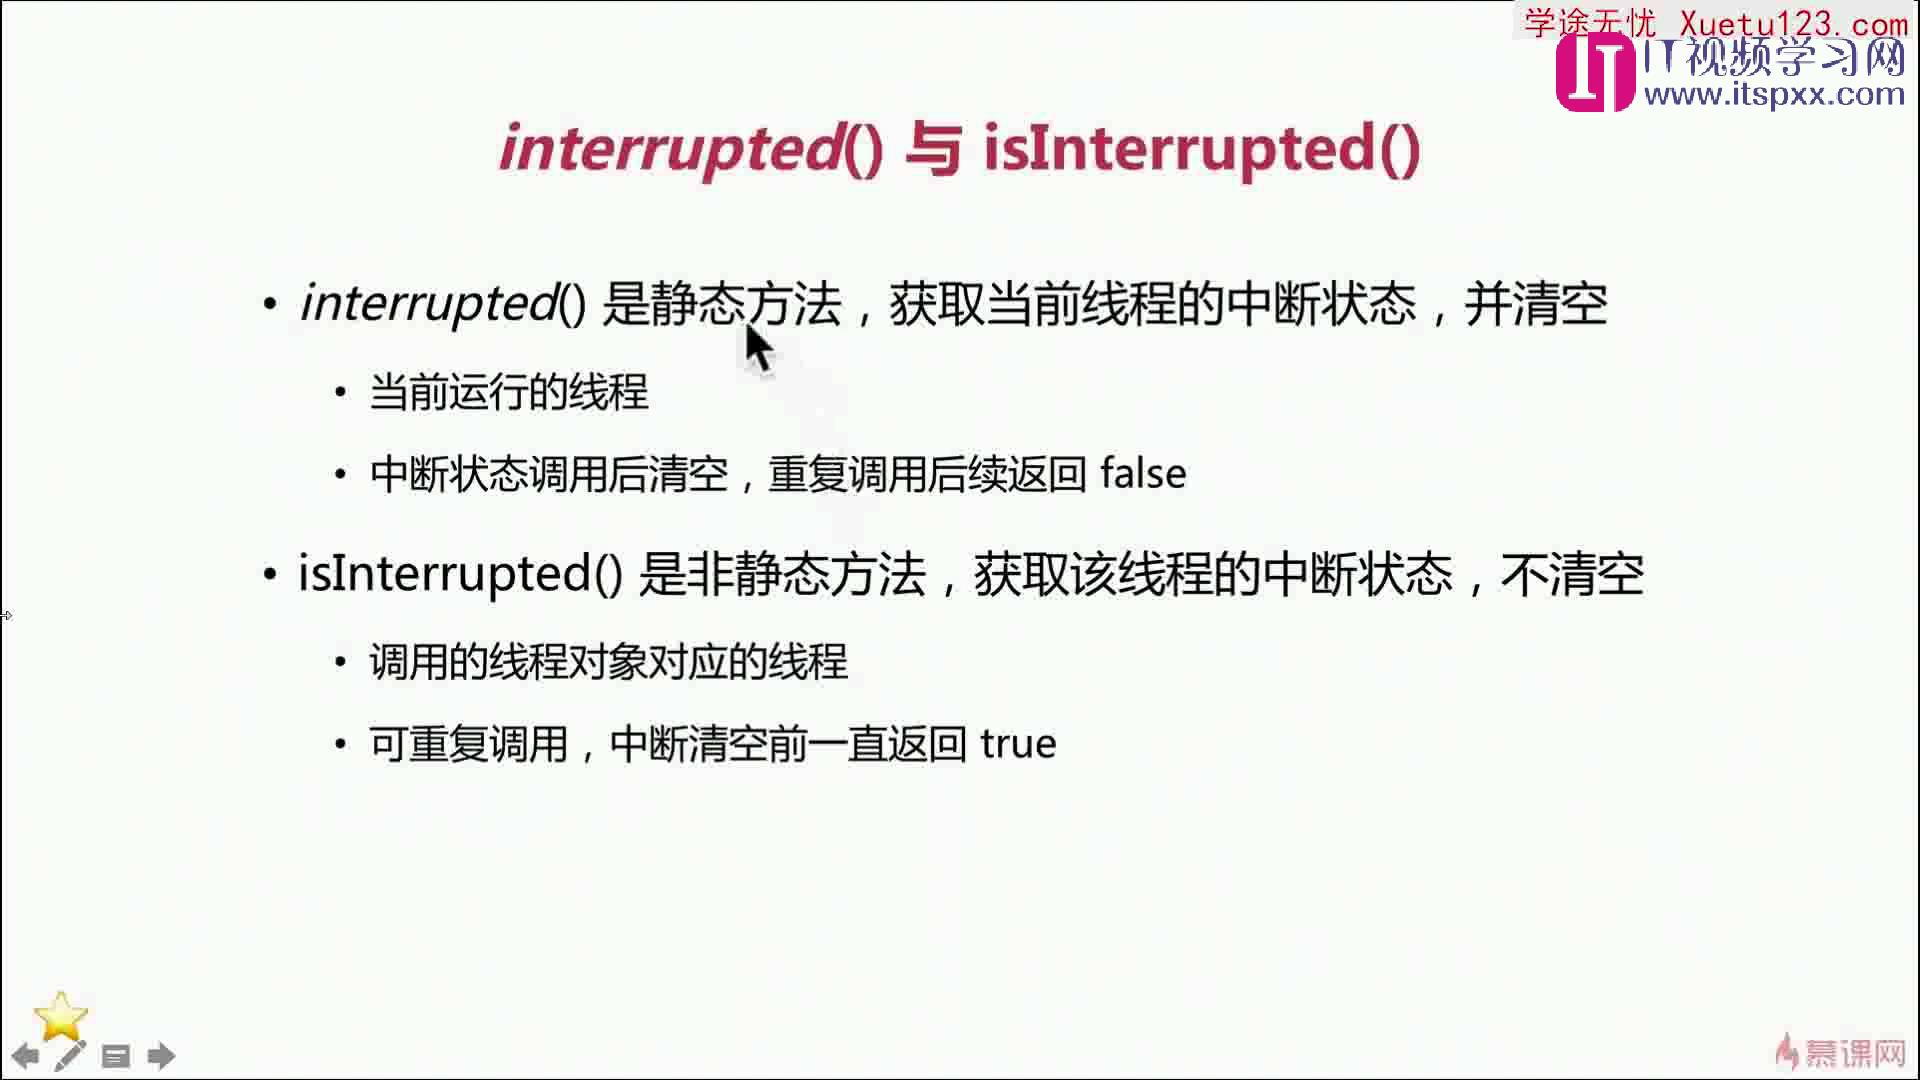 学途无忧 Xuetu123.com
IT视频学习网
www.itspxx.com
interrupted() 与 isInterrupted()
• interrupted() 是静态方法，获取当前线程的中断状态，并清空
• 当前运行的线程
• 中断状态调用后清空，重复调用后续返回 false
• isInterrupted() 是非静态方法，获取该线程的中断状态，不清空
• 调用的线程对象对应的线程
• 可重复调用，中断清空前一直返回 true
慕课网